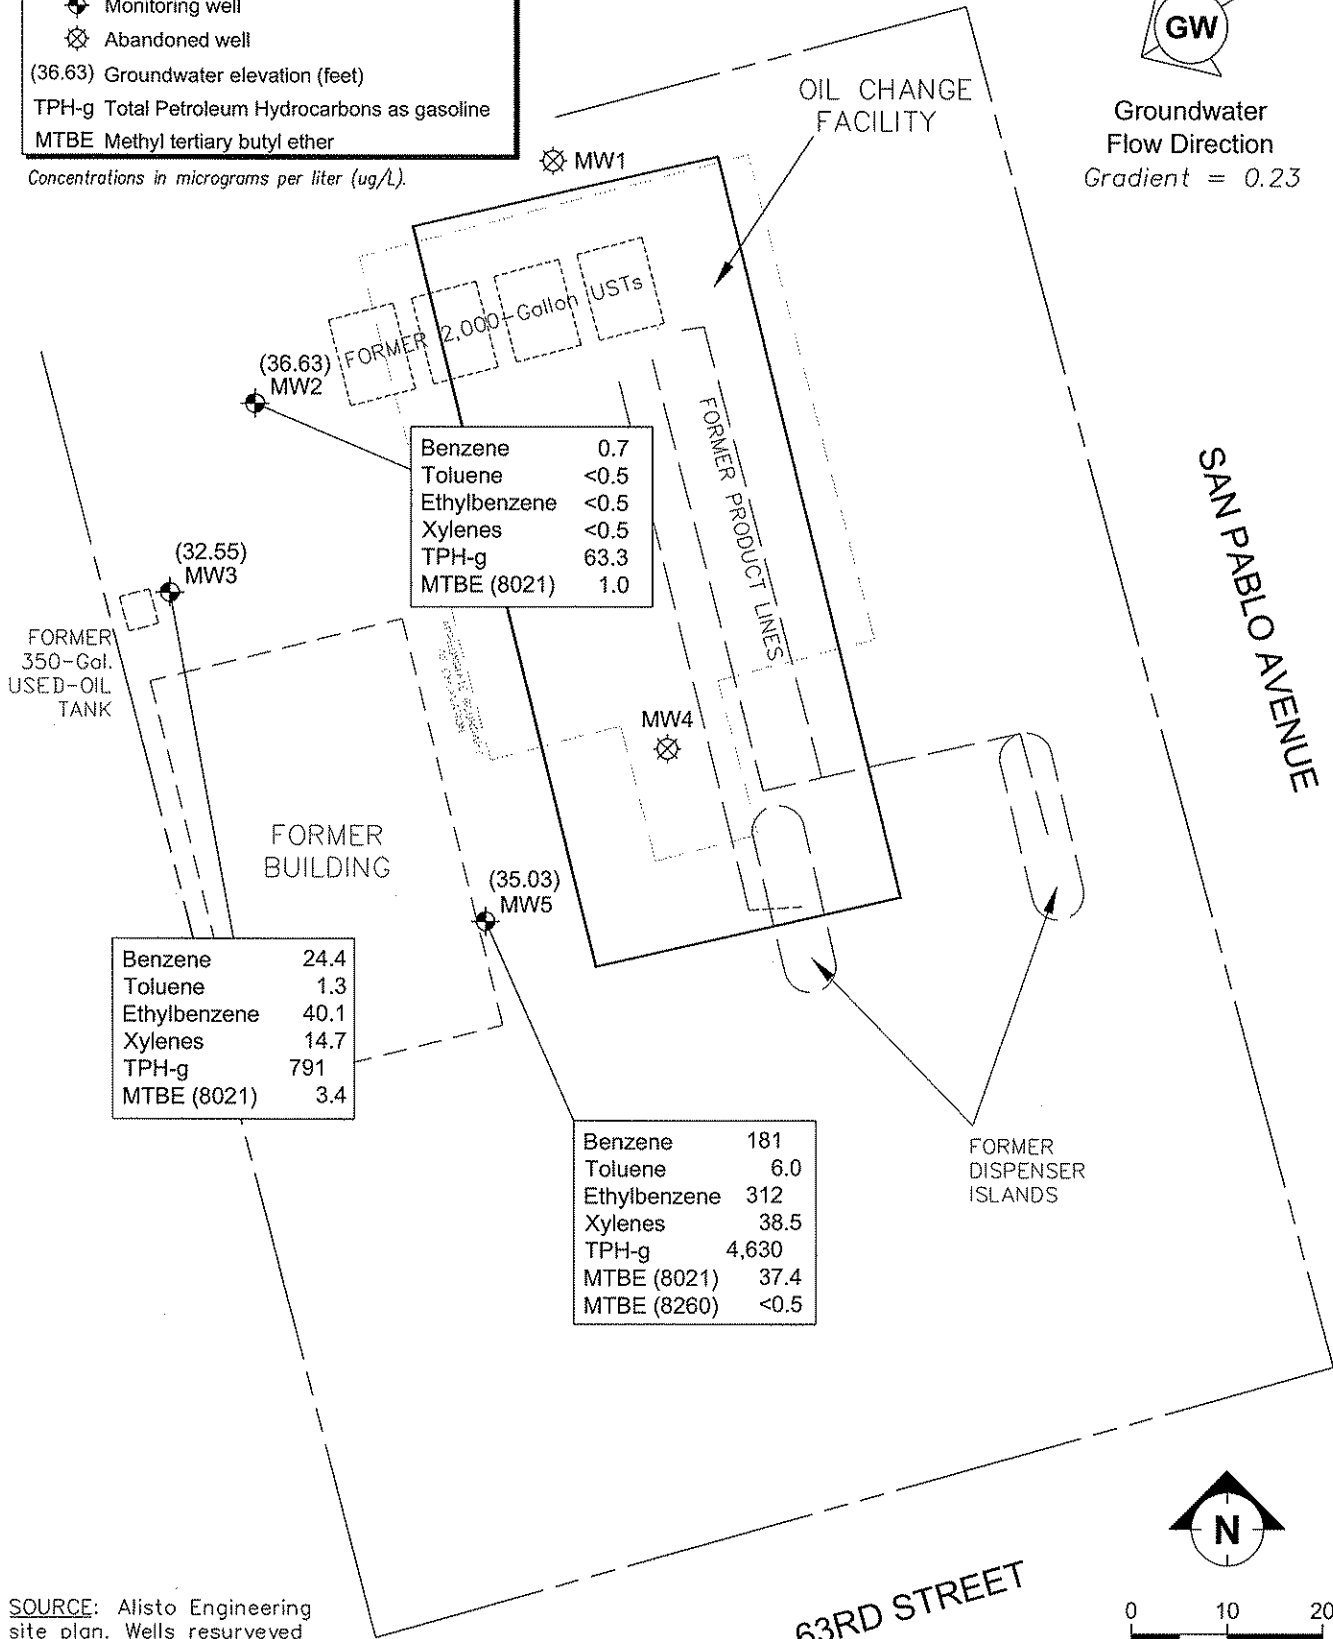 Monitoring well
Abandoned well
(36.63) Groundwater elevation (feet)
TPH-g Total Petroleum Hydrocarbons as gasoline
MTBE Methyl tertiary butyl ether
Concentrations in micrograms per liter (ug/L).
GW
Groundwater
Flow Direction
Gradient = 0.23
OIL CHANGE
FACILITY
MW1
FORMER 2,000-Gallon USTs
(36.63)
MW2
Benzene 0.7
Toluene <0.5
Ethylbenzene <0.5
Xylenes <0.5
TPH-g 63.3
MTBE (8021) 1.0
FORMER PRODUCT LINES
SAN PABLO AVENUE
(32.55)
MW3
FORMER
350-Gal.
USED-OIL
TANK
MW4
FORMER
BUILDING
(35.03)
MW5
Benzene 24.4
Toluene 1.3
Ethylbenzene 40.1
Xylenes 14.7
TPH-g 791
MTBE (8021) 3.4
Benzene 181
Toluene 6.0
Ethylbenzene 312
Xylenes 38.5
TPH-g 4,630
MTBE (8021) 37.4
MTBE (8260) <0.5
FORMER
DISPENSER
ISLANDS
N
63RD STREET
0 10 20
SOURCE: Alisto Engineering
site plan. Wells resurveyed